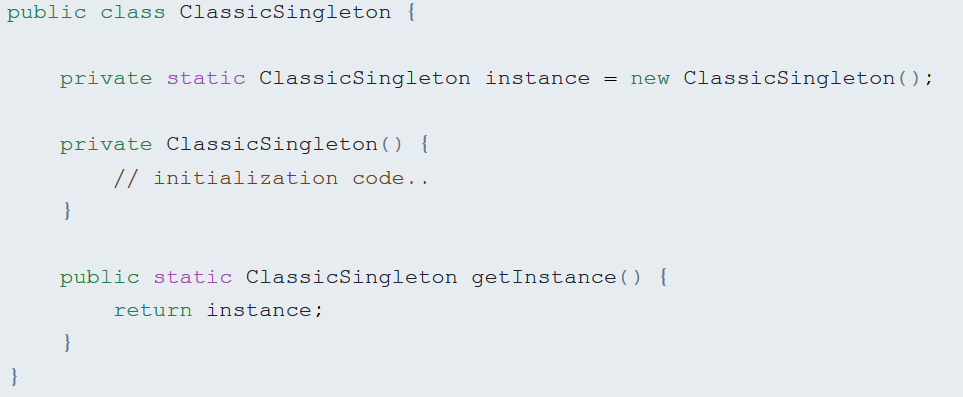 public class ClassicSingleton {
private static ClassicSingleton instance = new ClassicSingleton();
private ClassicSingleton() {
// initialization code..
}
public static ClassicSingleton getInstance() {
return instance;
}
}